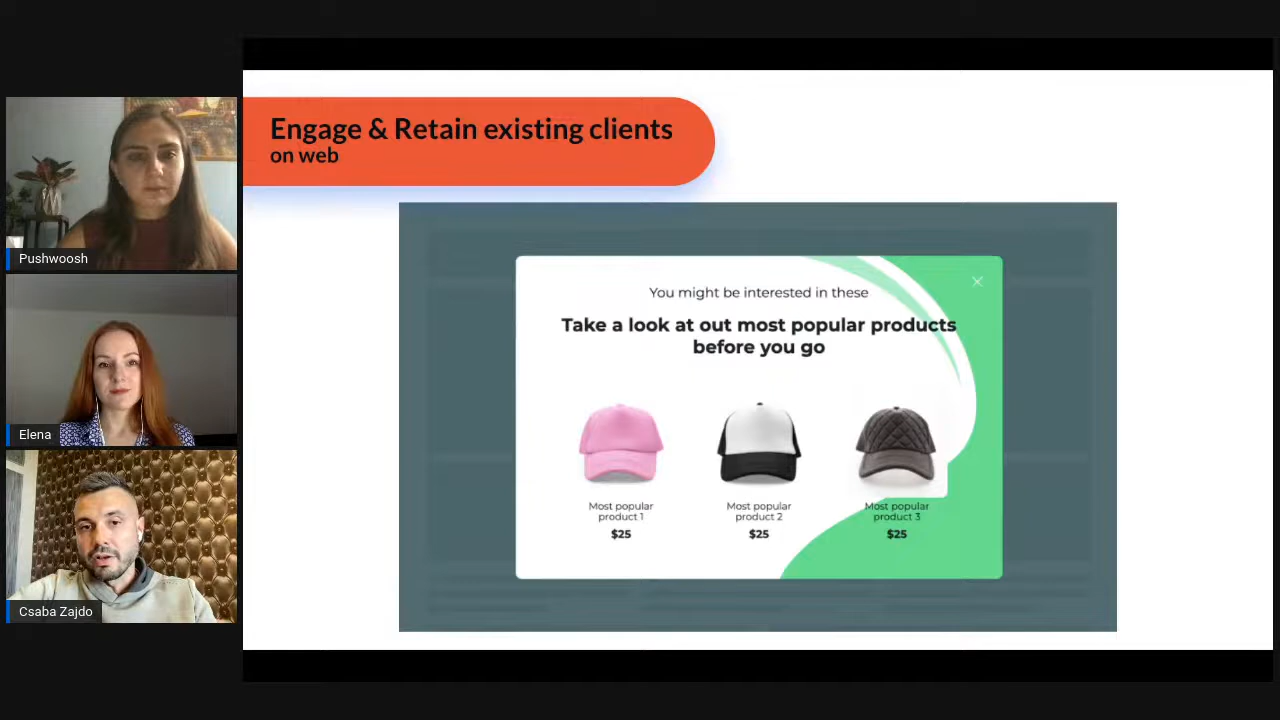 Engage & Retain existing clients
on web
Pushwoosh
Elena
Csaba Zajdo
You might be interested in these
Take a look at out most popular products
before you go
Most popular
product 1
$25
Most popular
product 2
$25
Most popular
product 3
$25